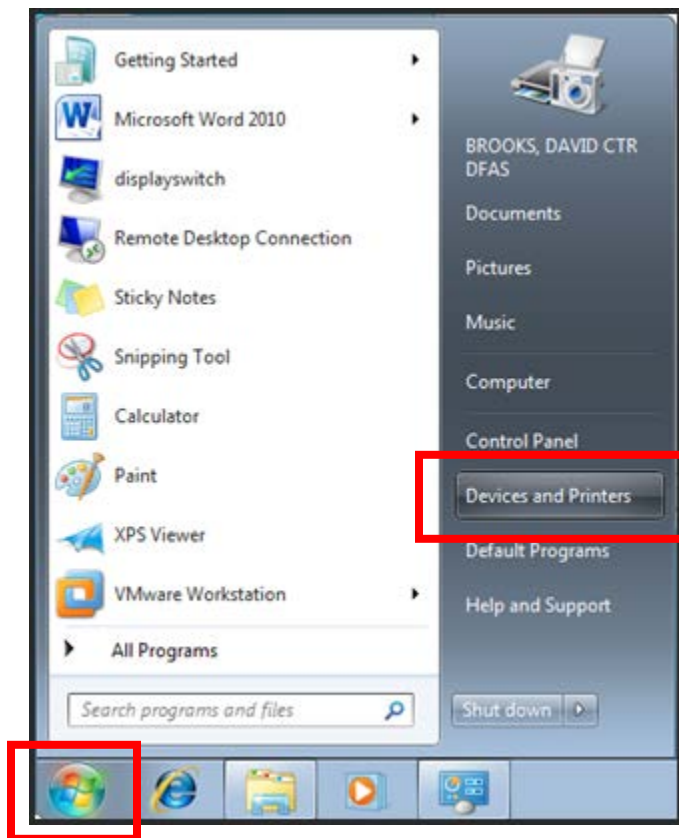 Getting Started
Microsoft Word 2010
displayswitch
Remote Desktop Connection
Sticky Notes
Snipping Tool
Calculator
Paint
XPS Viewer
VMware Workstation
All Programs
Search programs and files
BROOKS, DAVID CTR
DFAS
Documents
Pictures
Music
Computer
Control Panel
Devices and Printers
Default Programs
Help and Support
Shut down